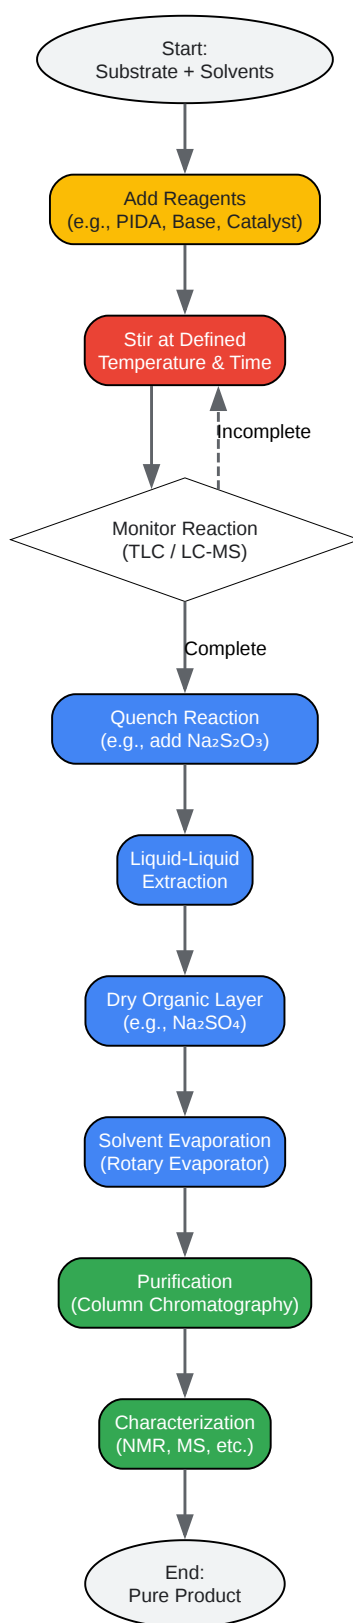 Start:
Substrate + Solvents
Add Reagents
(e.g., PIDA, Base, Catalyst)
Stir at Defined
Temperature & Time
Incomplete
Monitor Reaction
(TLC / LC-MS)
Complete
Quench Reaction
(e.g., add Na₂S₂O₃)
Liquid-Liquid
Extraction
Dry Organic Layer
(e.g., Na₂SO₄)
Solvent Evaporation
(Rotary Evaporator)
Purification
(Column Chromatography)
Characterization
(NMR, MS, etc.)
End:
Pure Product